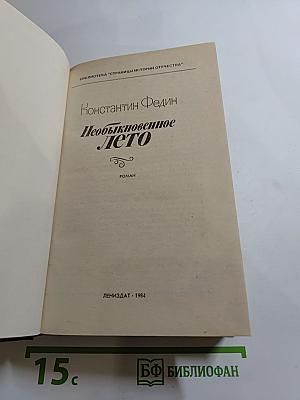 БИБЛИОТЕКА "СТРАНИЦЫ ИСТОРИИ ОТЕЧЕСТВА"
Константин Федин
Необыкновенное
лето
РОМАН
ЛЕНИЗДАТ · 1984
15с
БФ БИБЛИОФАН